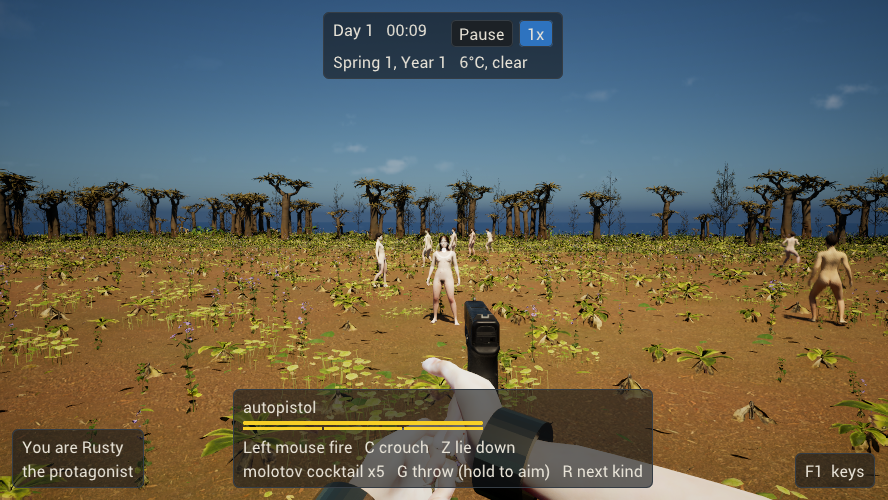 Day 1 00:09 Pause 1x
Spring 1, Year 1 6°C, clear
autopistol
Left mouse fire C crouch Z lie down
molotov cocktail x5 G throw (hold to aim) R next kind
You are Rusty
the protagonist
F1 keys